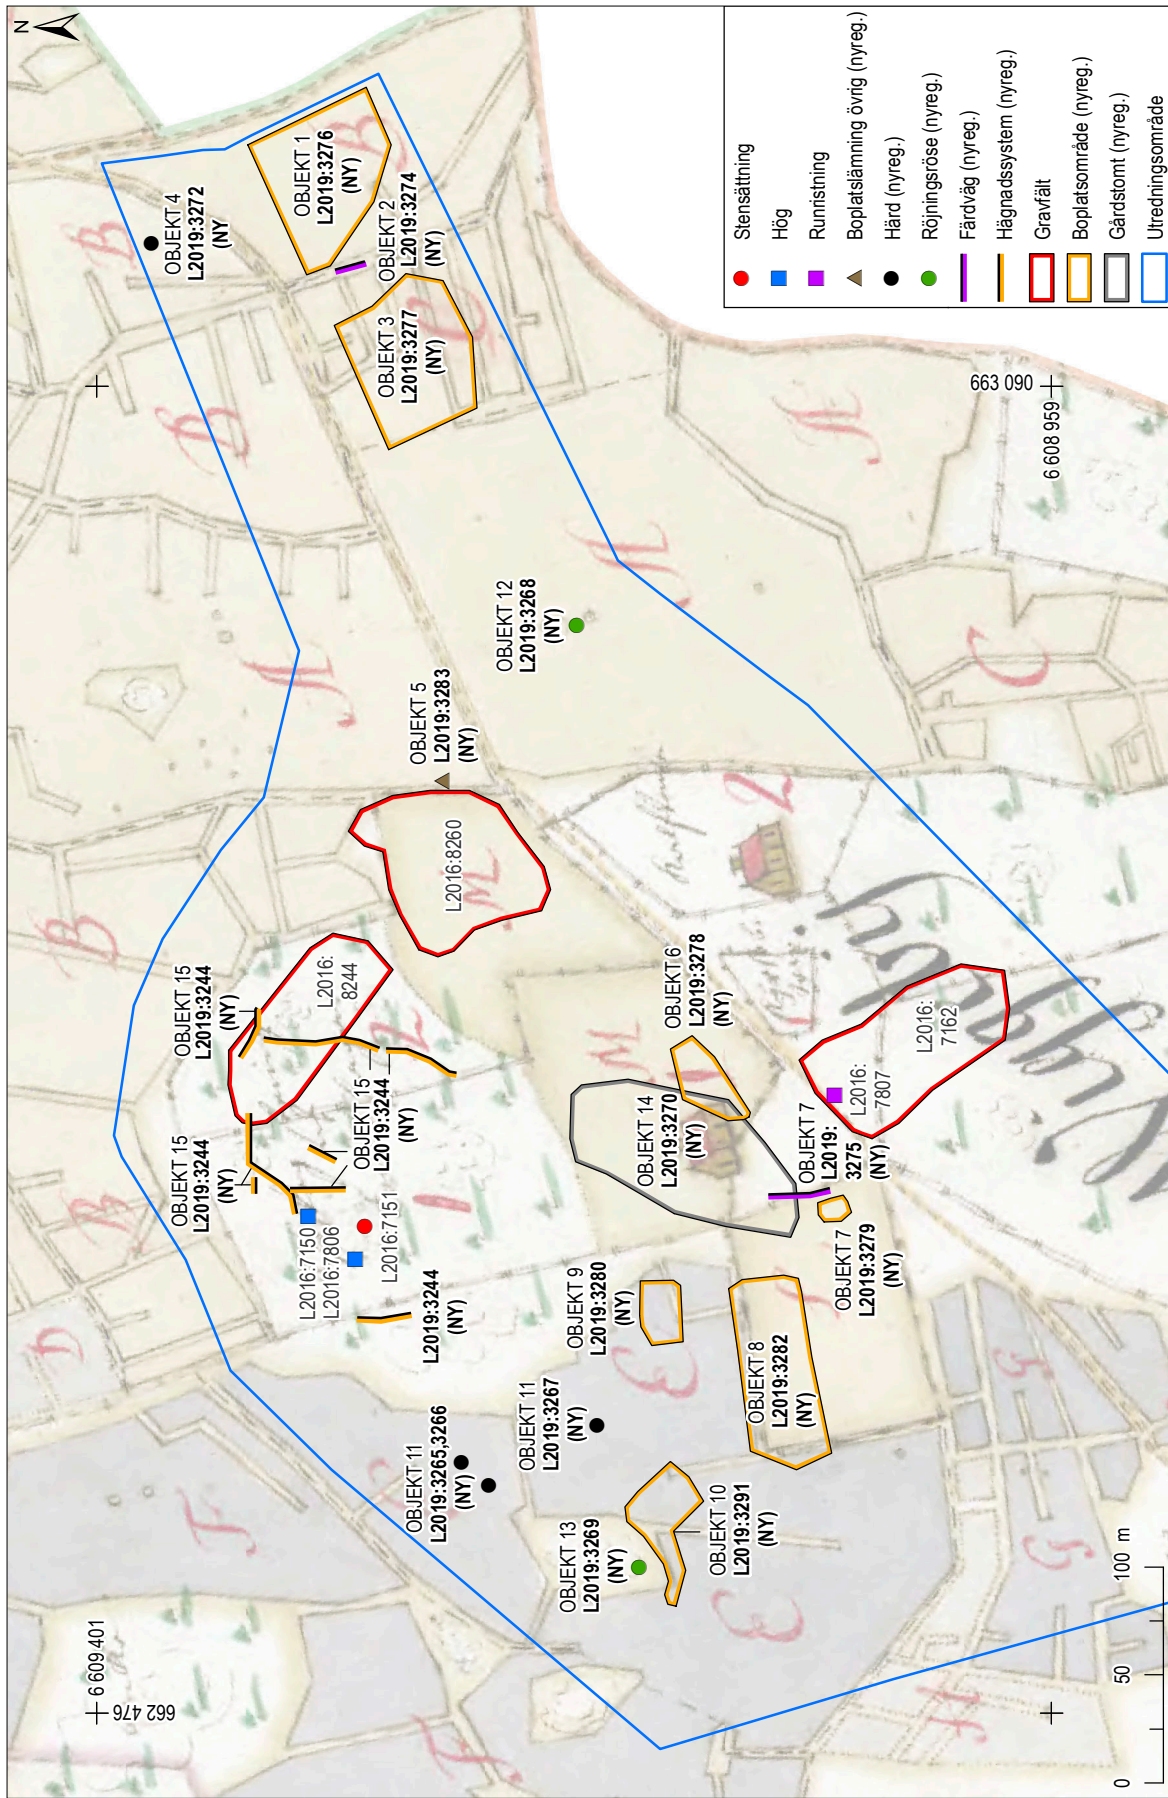 N
OBJEKT 4
L2019:3272
(NY
OBJEKT 1
L2019:3276
(NY)
OBJEKT 2
L2019:3274
(NY)
OBJEKT 3
L2019:3277
(NY)
OBJEKT 12
L2019:3268
(NY)
OBJEKT 5
L2019:3283
(NY)
L2016:8260
OBJEKT 15
L2019:3244
(NY)
L2016:
8244
OBJEKT 15
L2019:3244
(NY)
OBJEKT 15
L2019:3244
(NY)
L2016:7150
L2016:7806
L2016:7151
L2019:3244
(NY)
OBJEKT 6
L2019:3278
(NY)
OBJEKT 14
L2019:3270
(NY)
L2016:
7162
L2016:
7807
OBJEKT 7
L2019:
3275
(NY)
OBJEKT 7
L2019:3279
(NY)
OBJEKT 9
L2019:3280
(NY)
OBJEKT 8
L2019:3282
(NY)
OBJEKT 11
L2019:3267
(NY)
OBJEKT 11
L2019:3265,3266
(NY)
OBJEKT 10
L2019:3291
(NY)
OBJEKT 13
L2019:3269
(NY)
6 609 401
662 476
663 060
6 608 959
0
50
100 m
Stensättning
Hög
Runristning
Boplatslämning övrig (nyreg.)
Härd (nyreg.)
Röjningsröse (nyreg.)
Färdväg (nyreg.)
Hägnadssystem (nyreg.)
Gravfält
Boplatsområde (nyreg.)
Gårdstomt (nyreg.)
Utredningsområde